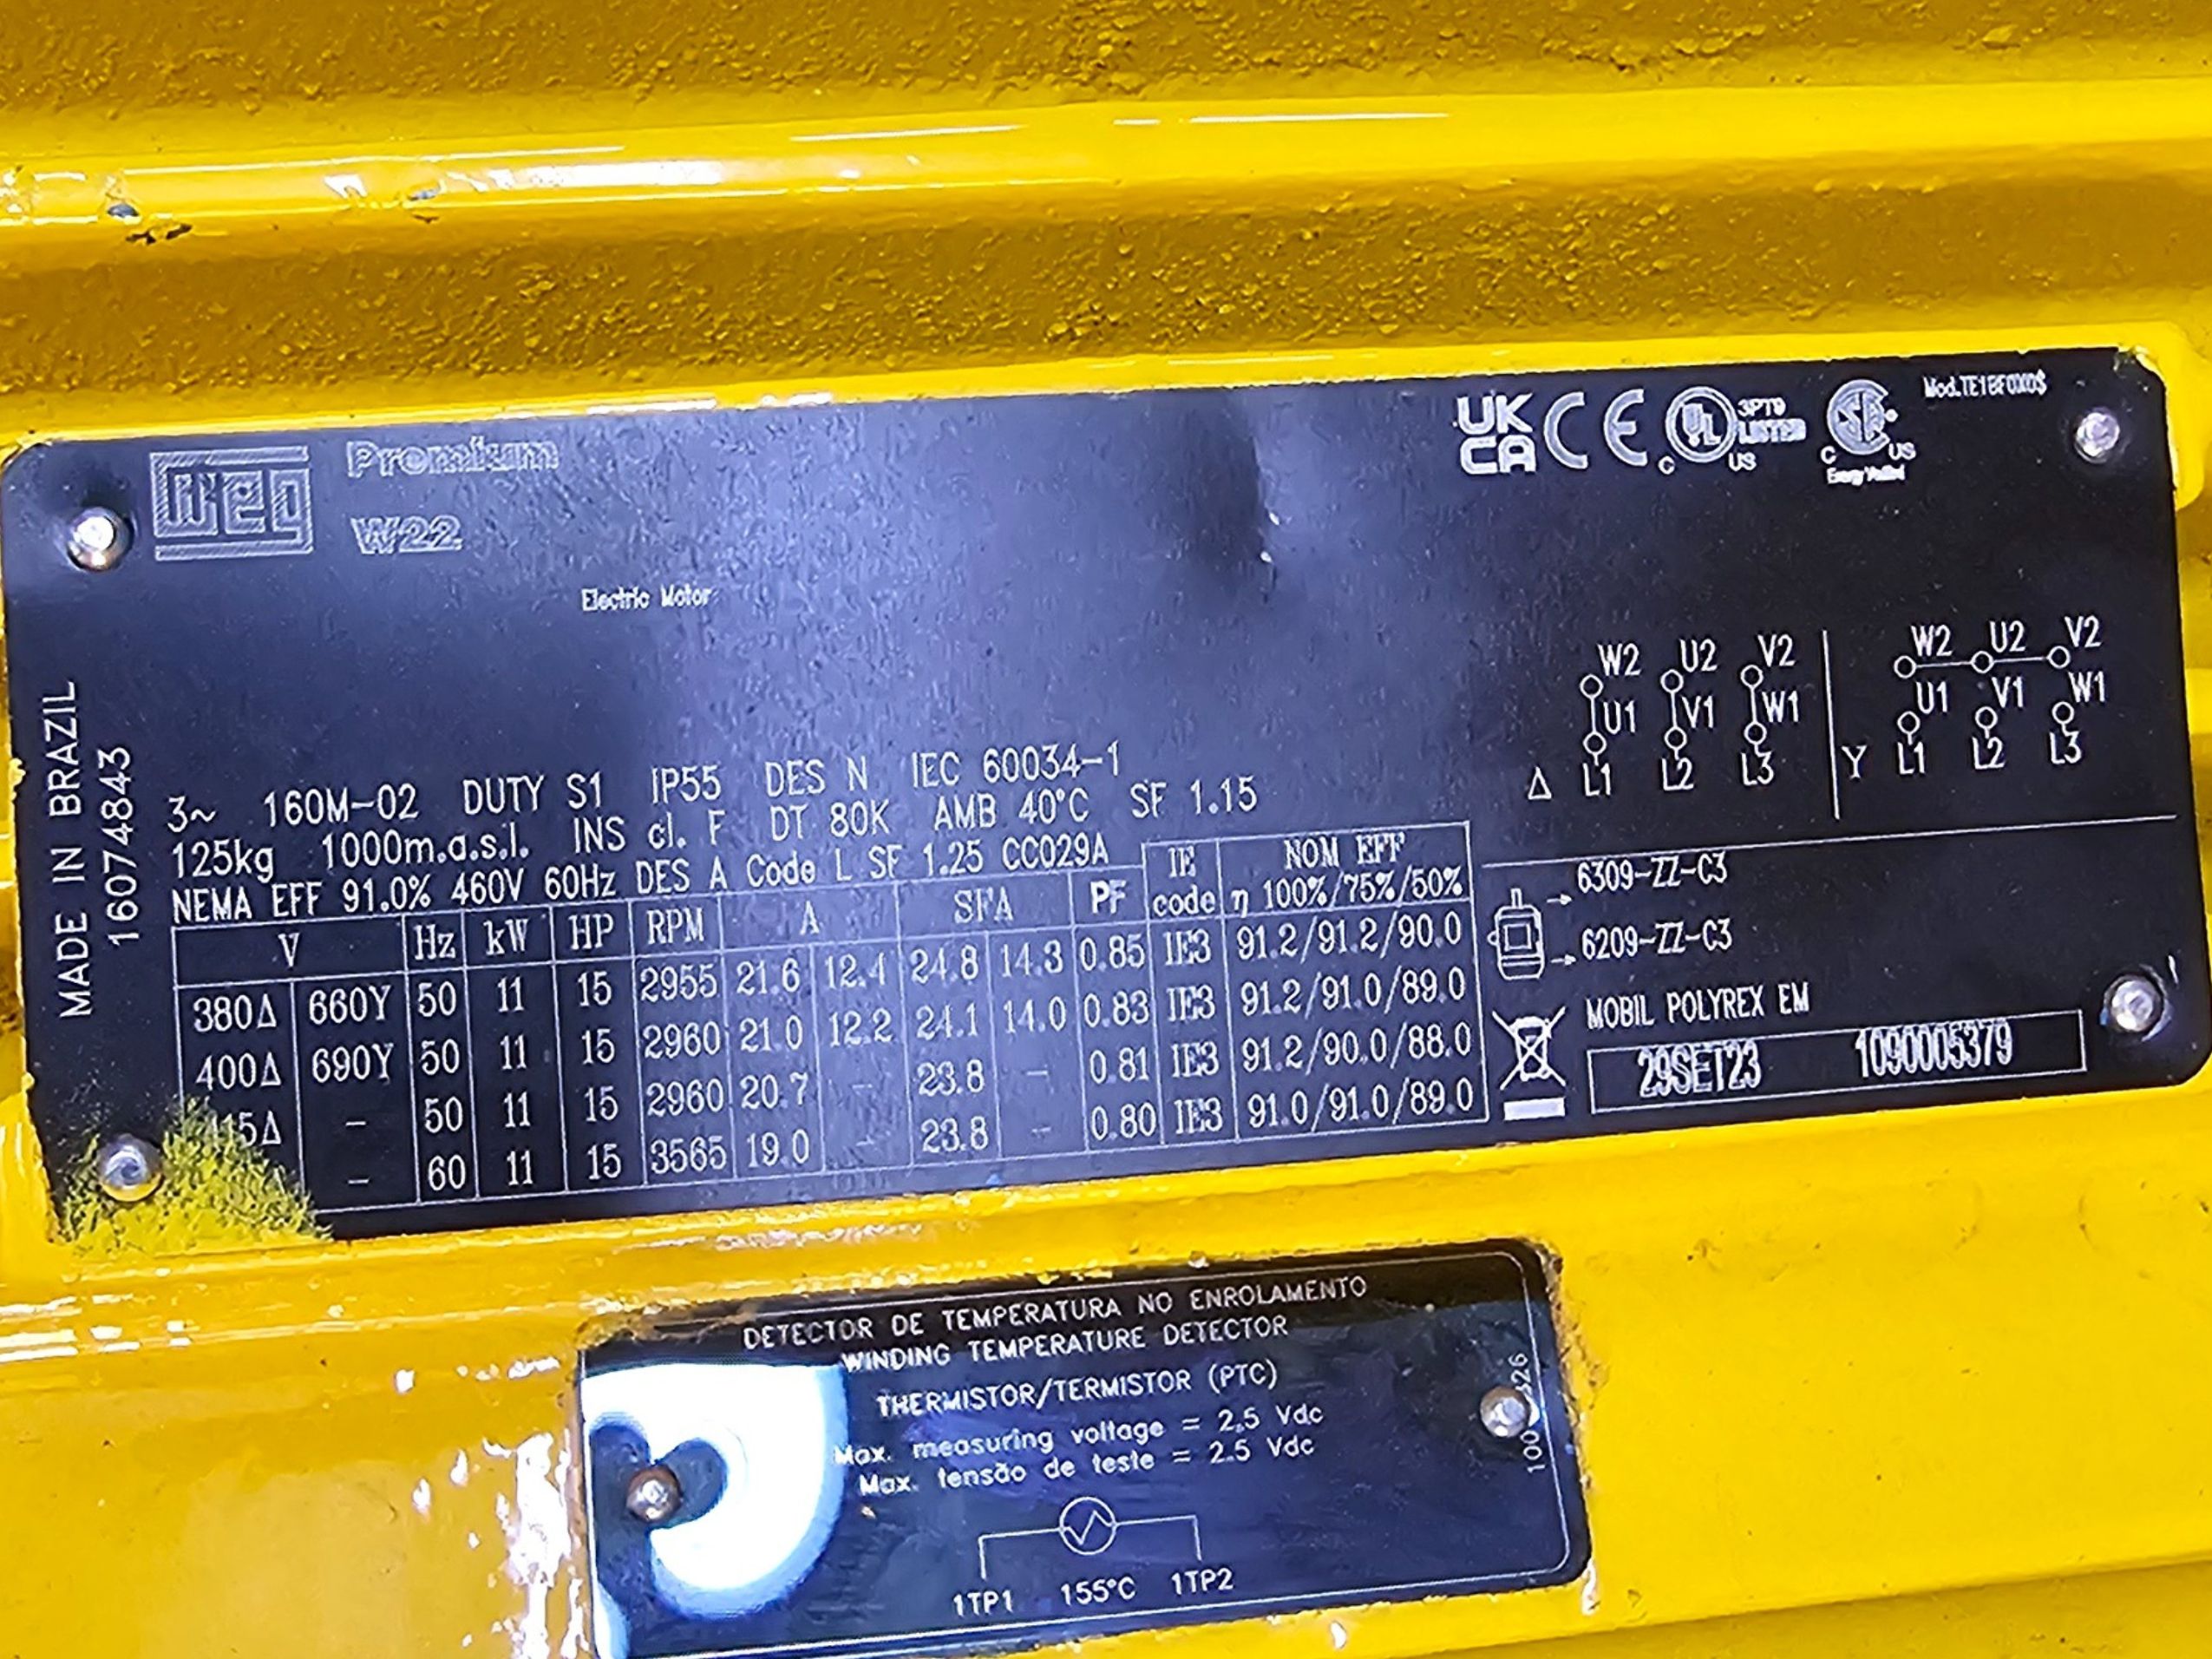 weg Premium
W22
Electric Motor
UK CA CE C UL US 3PT9 LISTED C SA US
Energy Verified
MADE IN BRAZIL
16074843
3~ 160M-02 DUTY S1 IP55 DES N IEC 60034-1
125kg 1000m.a.s.l. INS cl. F DT 80K AMB 40°C SF 1.15
NEMA EFF 91.0% 460V 60Hz DES A Code L SF 1.25 CC029A
V Hz kW HP RPM A SFA PF IE code NOM EFF η 100%/75%/50%
380Δ 660Y 50 11 15 2955 21.6 12.4 24.8 14.3 0.85 IE3 91.2/91.2/90.0
400Δ 690Y 50 11 15 2960 21.0 12.2 24.1 14.0 0.83 IE3 91.2/91.0/89.0
- 50 11 15 2960 20.7 - 23.8 - 0.81 IE3 91.2/90.0/88.0
- 60 11 15 3565 19.0 - 23.8 - 0.80 IE3 91.0/91.0/89.0
W2 U2 V2
U1 V1 W1
Δ L1 L2 L3
W2 U2 V2
U1 V1 W1
Y L1 L2 L3
6309-ZZ-C3
6209-ZZ-C3
MOBIL POLYREX EM
29SET23 1090005379
DETECTOR DE TEMPERATURA NO ENROLAMENTO
WINDING TEMPERATURE DETECTOR
THERMISTOR/TERMISTOR (PTC)
Max. measuring voltage = 2.5 Vdc
Max. tensão de teste = 2.5 Vdc
1TP1 155°C 1TP2